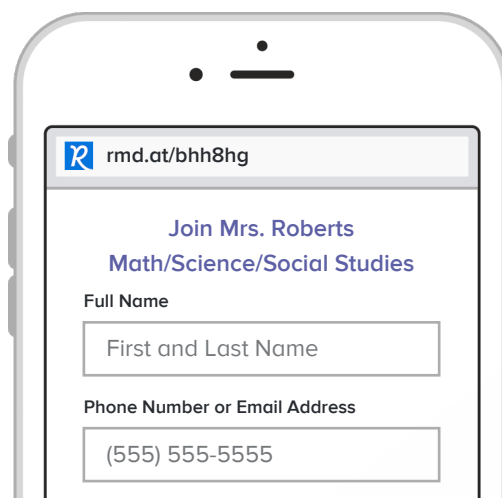 rmd.at/bhh8hg
Join Mrs. Roberts
Math/Science/Social Studies
Full Name
First and Last Name
Phone Number or Email Address
(555) 555-5555